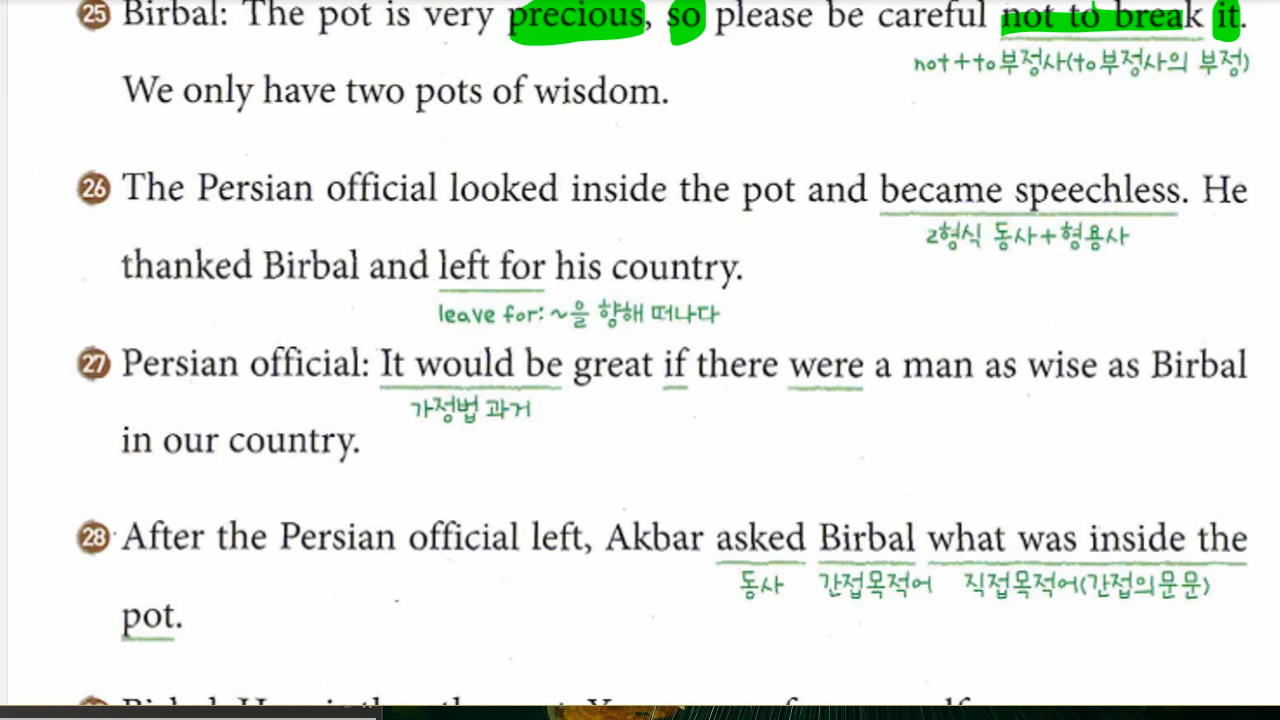 25 Birbal: The pot is very precious, so please be careful not to break it.
not+to부정사(to부정사의 부정)
We only have two pots of wisdom.
26 The Persian official looked inside the pot and became speechless. He
2형식 동사+형용사
thanked Birbal and left for his country.
leave for: ~을 향해 떠나다
27 Persian official: It would be great if there were a man as wise as Birbal
가정법 과거
in our country.
28 After the Persian official left, Akbar asked Birbal what was inside the
동사 간접목적어 직접목적어(간접의문문)
pot.